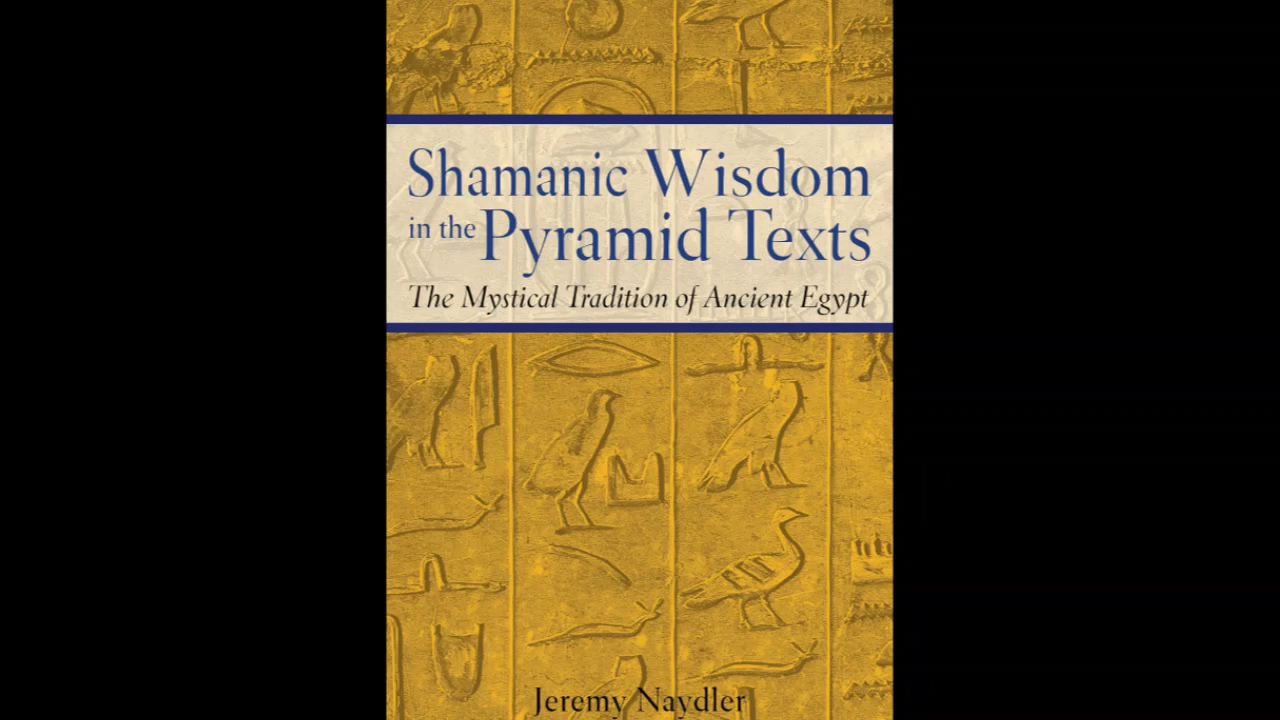 Shamanic Wisdom
in the Pyramid Texts
The Mystical Tradition of Ancient Egypt
Jeremy Naydler